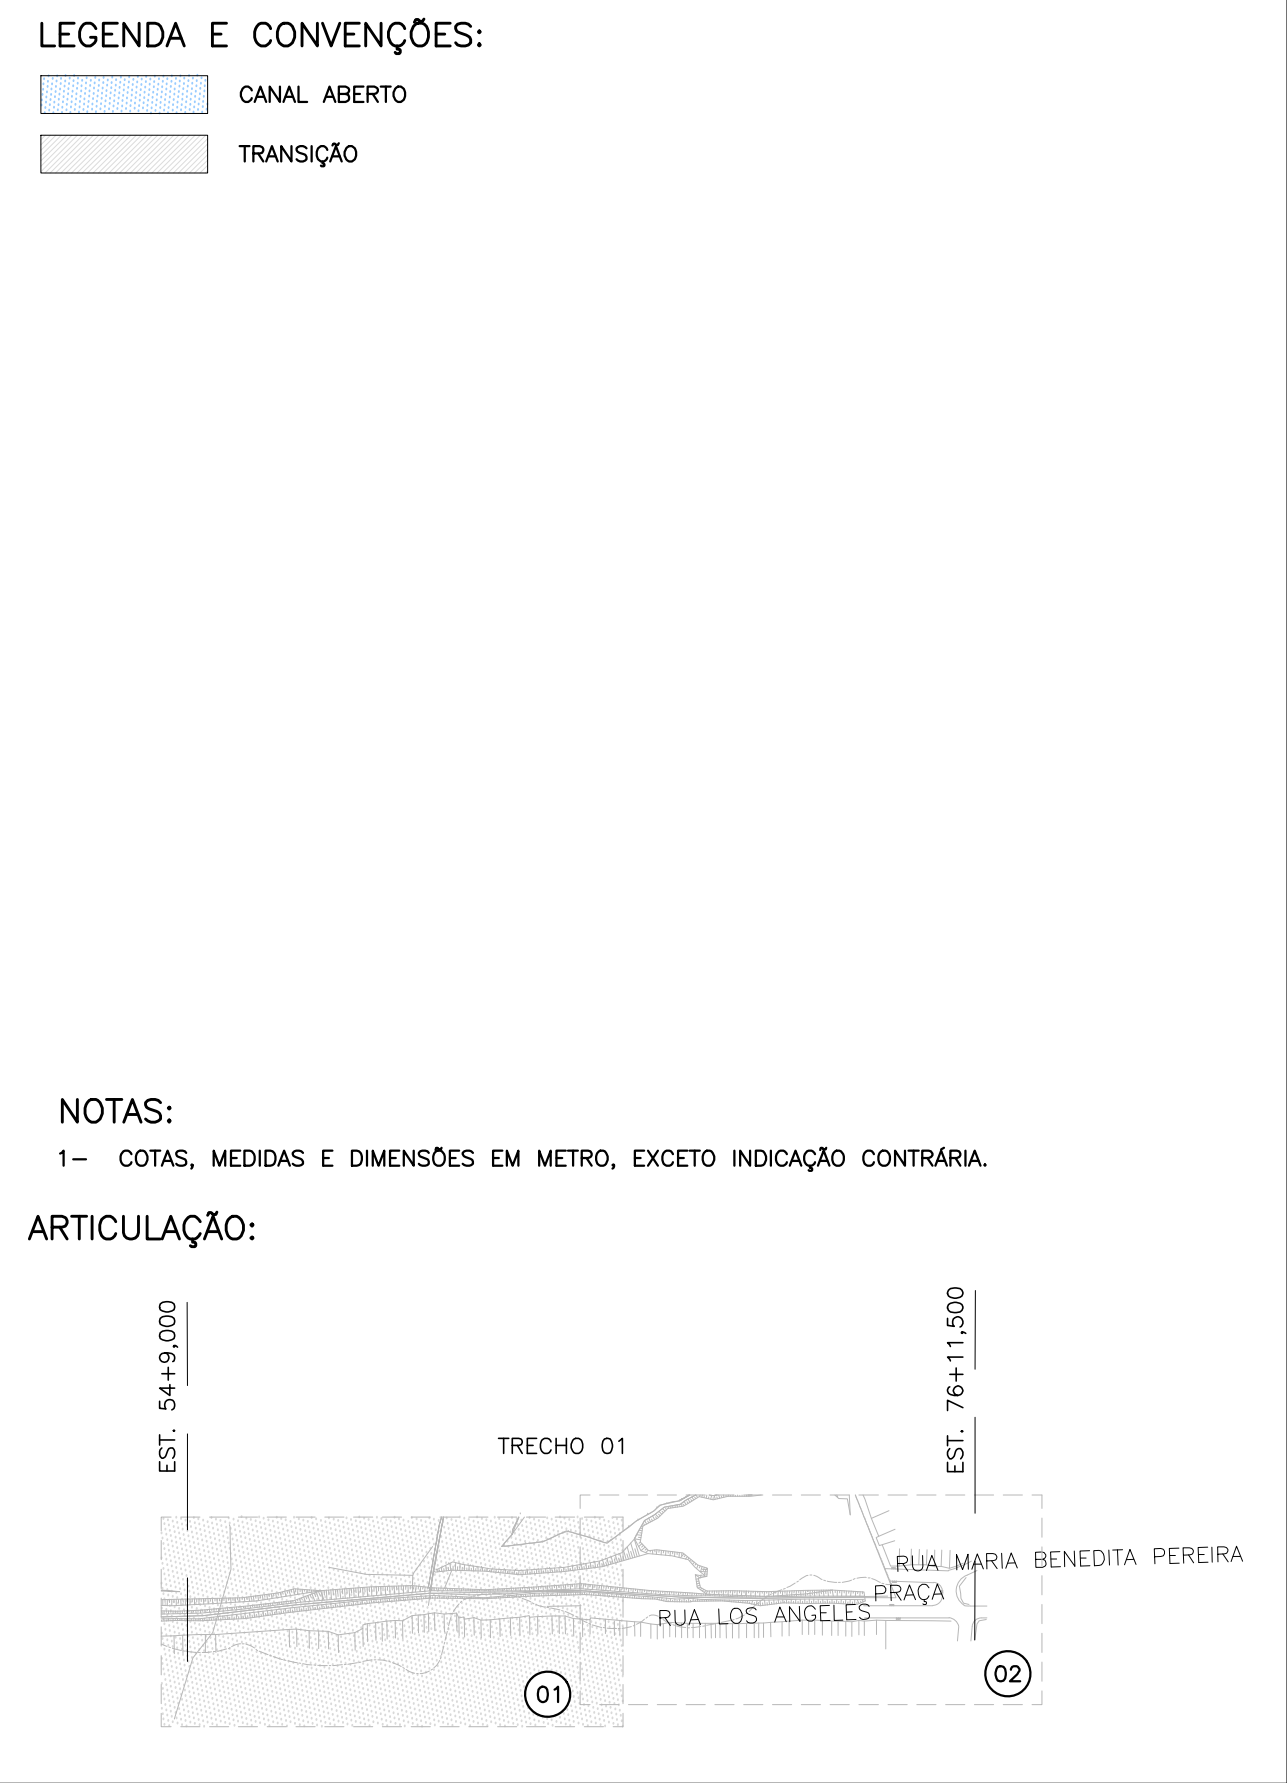 LEGENDA E CONVENÇÕES:
CANAL ABERTO
TRANSIÇÃO
NOTAS:
1- COTAS, MEDIDAS E DIMENSÕES EM METRO, EXCETO INDICAÇÃO CONTRÁRIA.
ARTICULAÇÃO:
EST. 54+9,000
EST. 76+11,500
TRECHO 01
RUA MARIA BENEDITA PEREIRA
PRAÇA
RUA LOS ANGELES
01
02